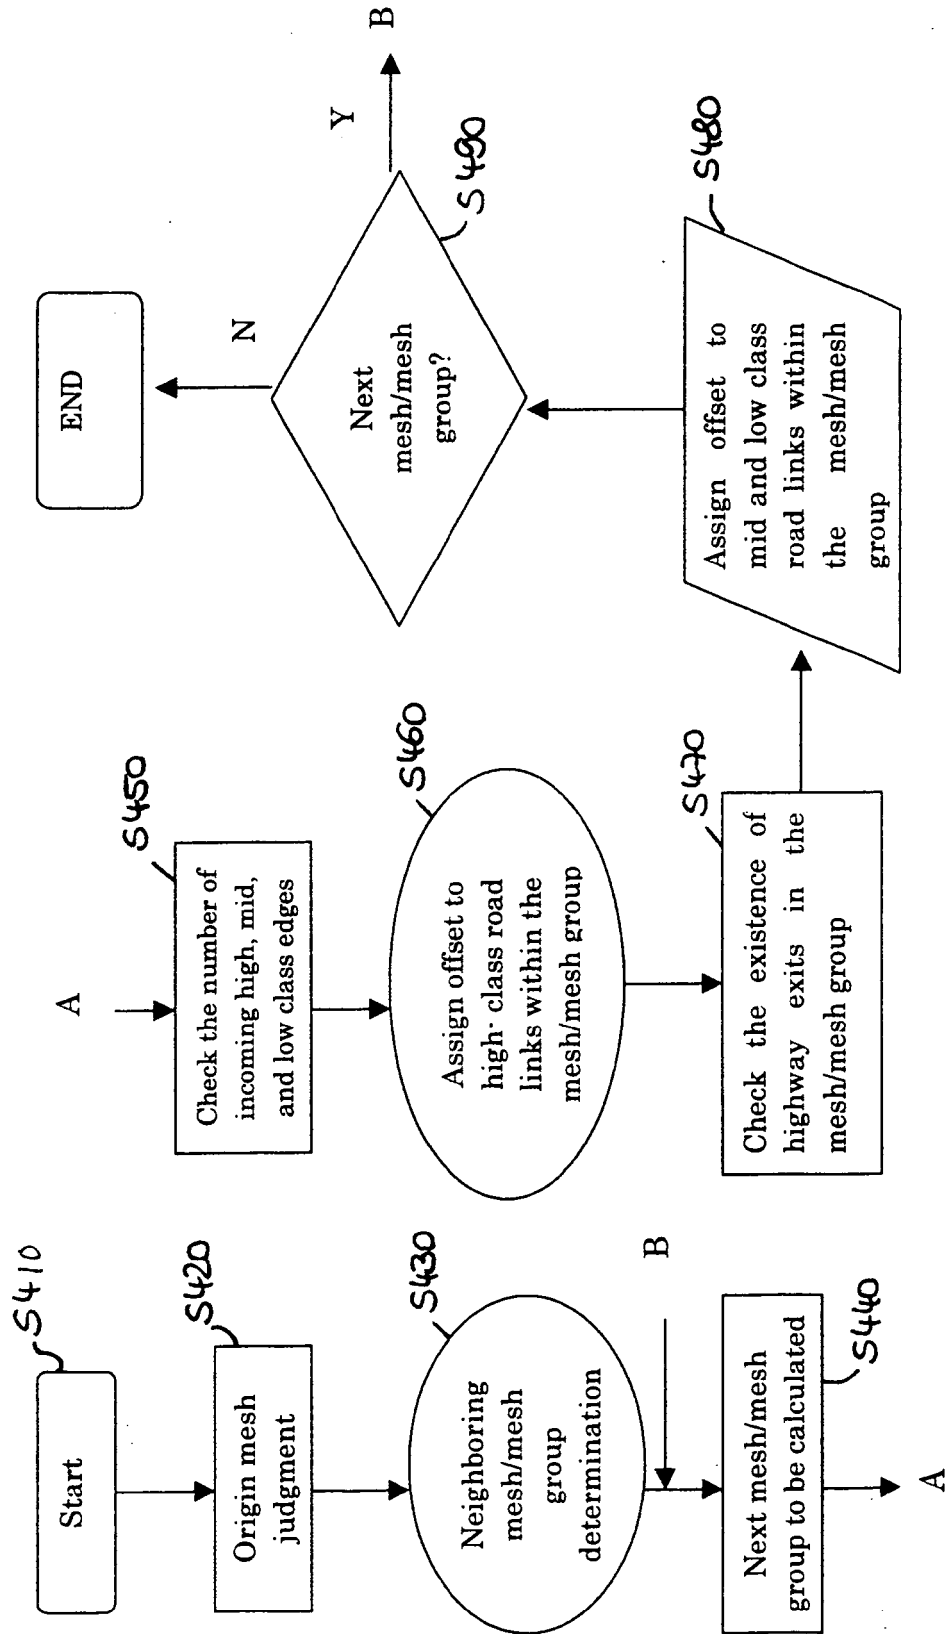 S410
Start
S420
Origin mesh
judgment
S430
Neighboring
mesh/mesh
group
determination
B
Next mesh/mesh
group to be calculated
S440
A
A
S450
Check the number of
incoming high, mid,
and low class edges
S460
Assign offset to
high- class road
links within the
mesh/mesh group
S470
Check the existence of
highway exits in the
mesh/mesh group
S480
Assign offset to
mid and low class
road links within
the mesh/mesh
group
S490
Next
mesh/mesh
group?
Y
B
N
END